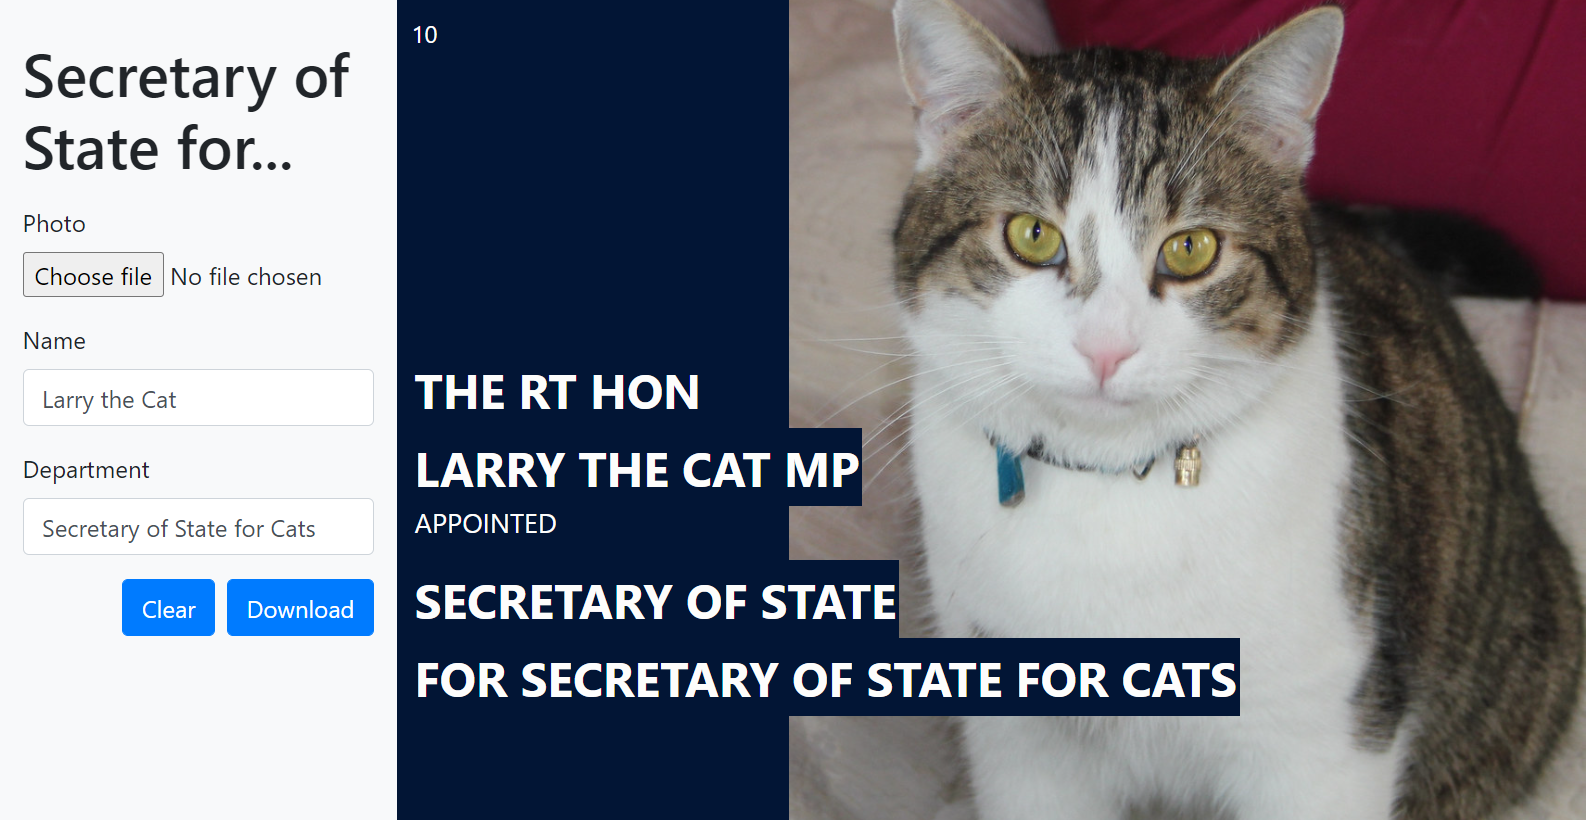 Secretary of
State for...
Photo
Choose file No file chosen
Name
Larry the Cat
Department
Secretary of State for Cats
Clear Download
10
THE RT HON
LARRY THE CAT MP
APPOINTED
SECRETARY OF STATE
FOR SECRETARY OF STATE FOR CATS